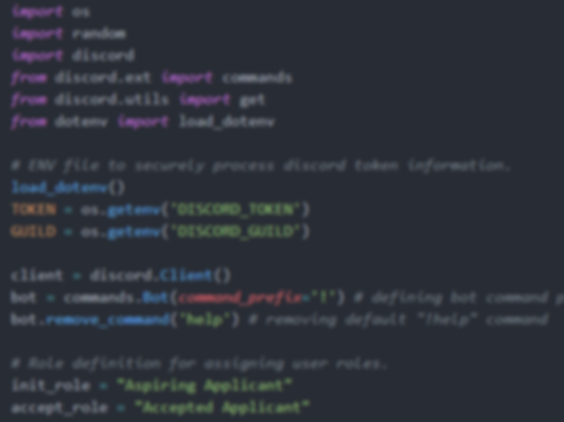 import os
import random
import discord
from discord.ext import commands
from discord.utils import get
from dotenv import load_dotenv
# ENV file to securely process discord token information.
load_dotenv()
TOKEN = os.getenv('DISCORD_TOKEN')
GUILD = os.getenv('DISCORD_GUILD')
client = discord.Client()
bot = commands.Bot(command_prefix='!') # defining bot command p
bot.remove_command('help') # removing default "!help" command
# Role definition for assigning user roles.
init_role = "Aspiring Applicant"
accept_role = "Accepted Applicant"